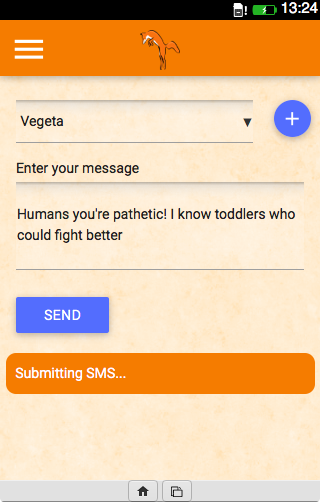 13:24
Vegeta
Enter your message
Humans you're pathetic! I know toddlers who
could fight better
SEND
Submitting SMS...